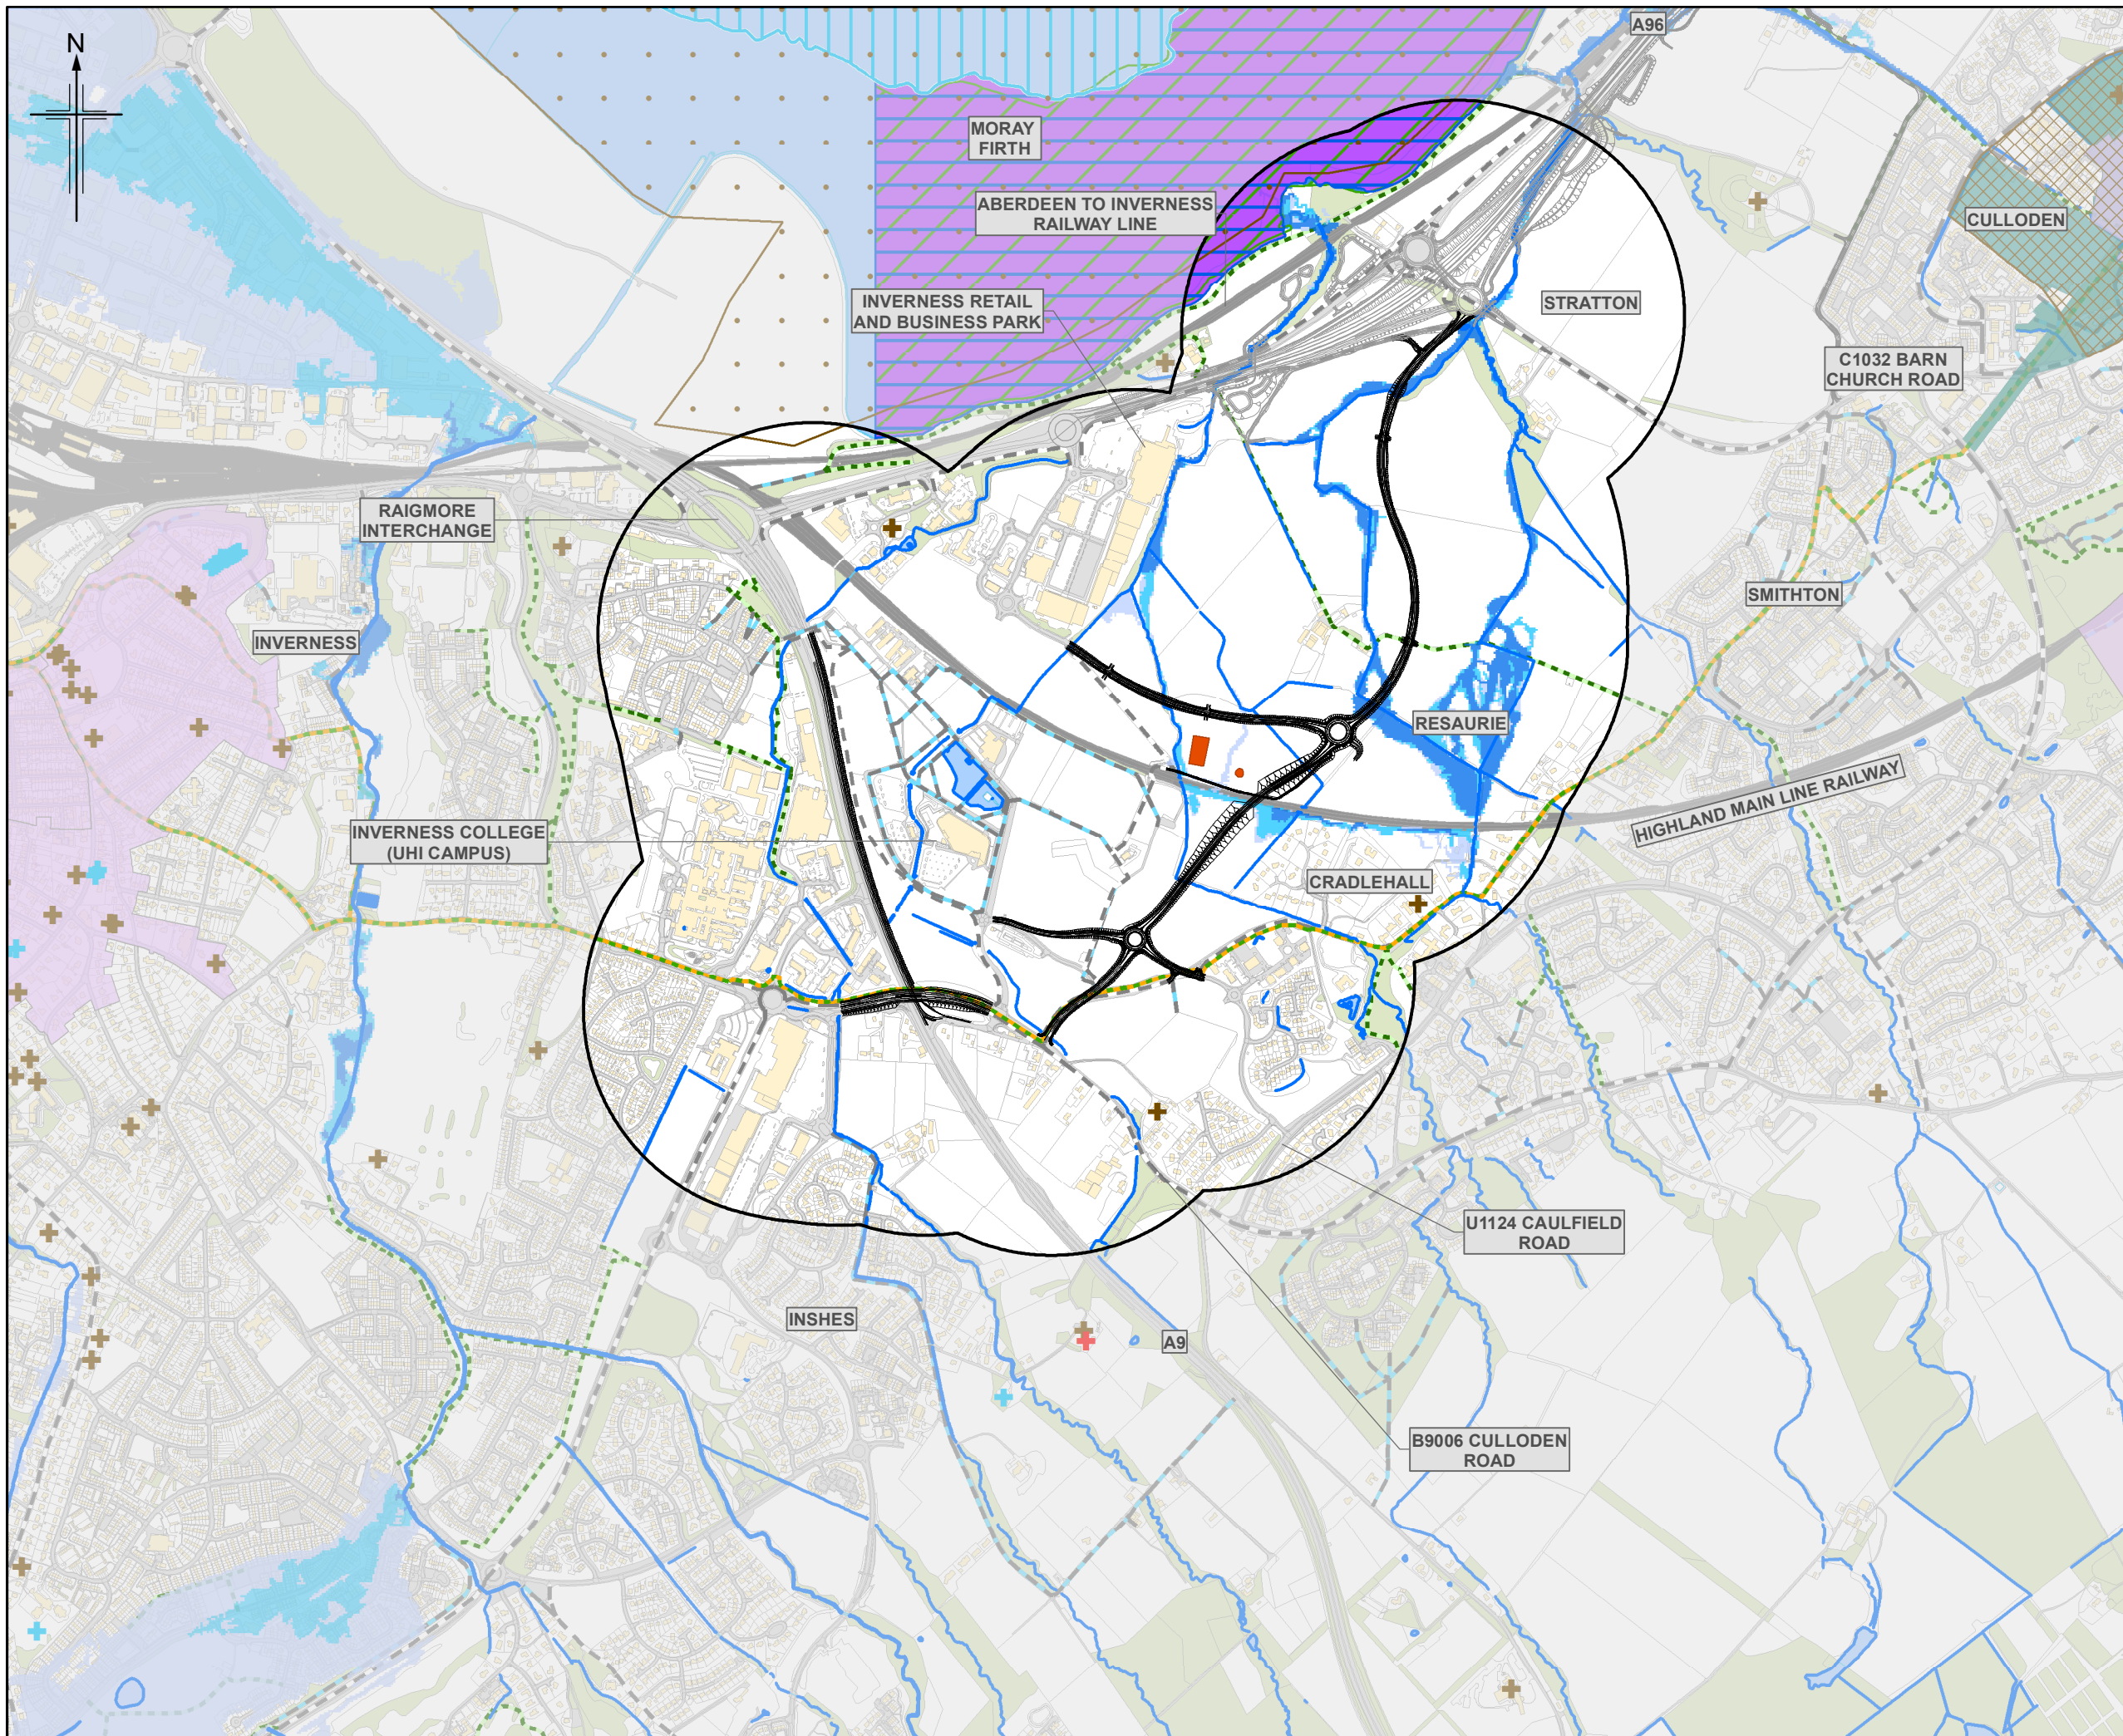 N
A96
MORAY
FIRTH
ABERDEEN TO INVERNESS
RAILWAY LINE
CULLODEN
INVERNESS RETAIL
AND BUSINESS PARK
STRATTON
C1032 BARN
CHURCH ROAD
RAIGMORE
INTERCHANGE
SMITHTON
INVERNESS
RESAURIE
HIGHLAND MAIN LINE RAILWAY
INVERNESS COLLEGE
(UHI CAMPUS)
CRADLEHALL
U1124 CAULFIELD
ROAD
INSHES
A9
B9006 CULLODEN
ROAD